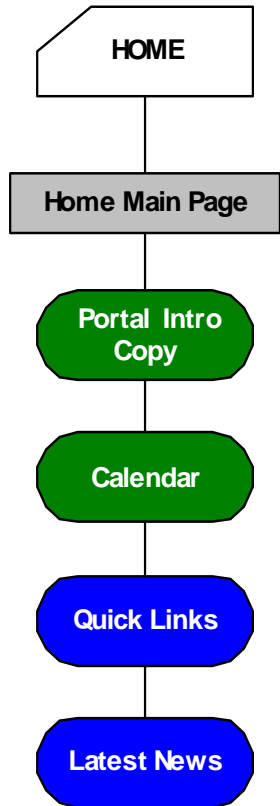 HOME
Home Main Page
Portal Intro
Copy
Calendar
Quick Links
Latest News